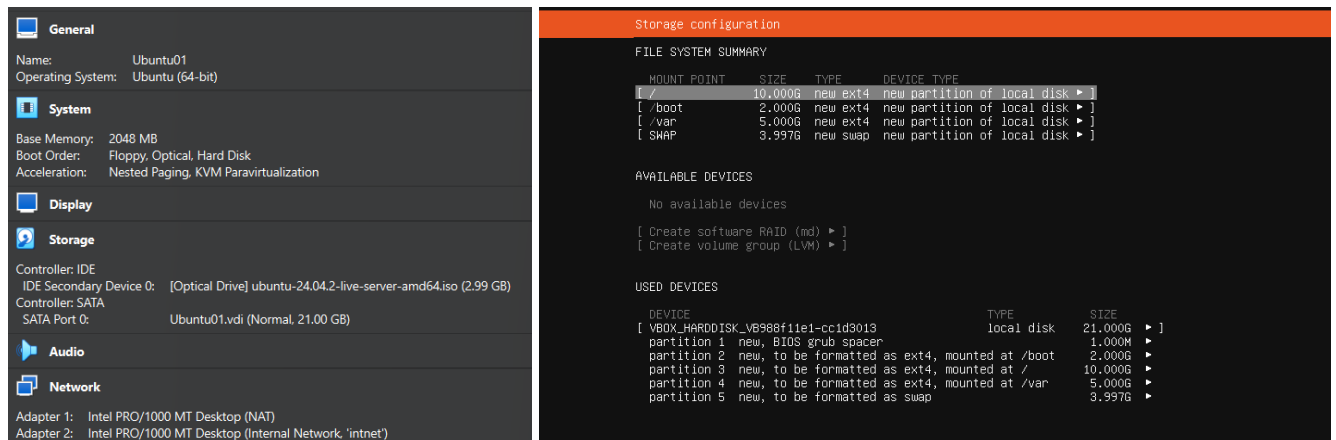 General
Name: Ubuntu01
Operating System: Ubuntu (64-bit)
System
Base Memory: 2048 MB
Boot Order: Floppy, Optical, Hard Disk
Acceleration: Nested Paging, KVM Paravirtualization
Display
Storage
Controller: IDE
IDE Secondary Device 0: [Optical Drive] ubuntu-24.04.2-live-server-amd64.iso (2.99 GB)
Controller: SATA
SATA Port 0: Ubuntu01.vdi (Normal, 21.00 GB)
Audio
Network
Adapter 1: Intel PRO/1000 MT Desktop (NAT)
Adapter 2: Intel PRO/1000 MT Desktop (Internal Network, 'intnet')
Storage configuration
FILE SYSTEM SUMMARY
MOUNT POINT SIZE TYPE DEVICE TYPE
[ / 10.000G new ext4 new partition of local disk ▸ ]
[ /boot 2.000G new ext4 new partition of local disk ▸ ]
[ /var 5.000G new ext4 new partition of local disk ▸ ]
[ SWAP 3.997G new swap new partition of local disk ▸ ]
AVAILABLE DEVICES
No available devices
[ Create software RAID (md) ▸ ]
[ Create volume group (LVM) ▸ ]
USED DEVICES
DEVICE TYPE SIZE
[ VBOX_HARDDISK_VB988f11e1-cc1d3013 local disk 21.000G ▸ ]
partition 1 new, BIOS grub spacer 1.000M ▸
partition 2 new, to be formatted as ext4, mounted at /boot 2.000G ▸
partition 3 new, to be formatted as ext4, mounted at / 10.000G ▸
partition 4 new, to be formatted as ext4, mounted at /var 5.000G ▸
partition 5 new, to be formatted as swap 3.997G ▸